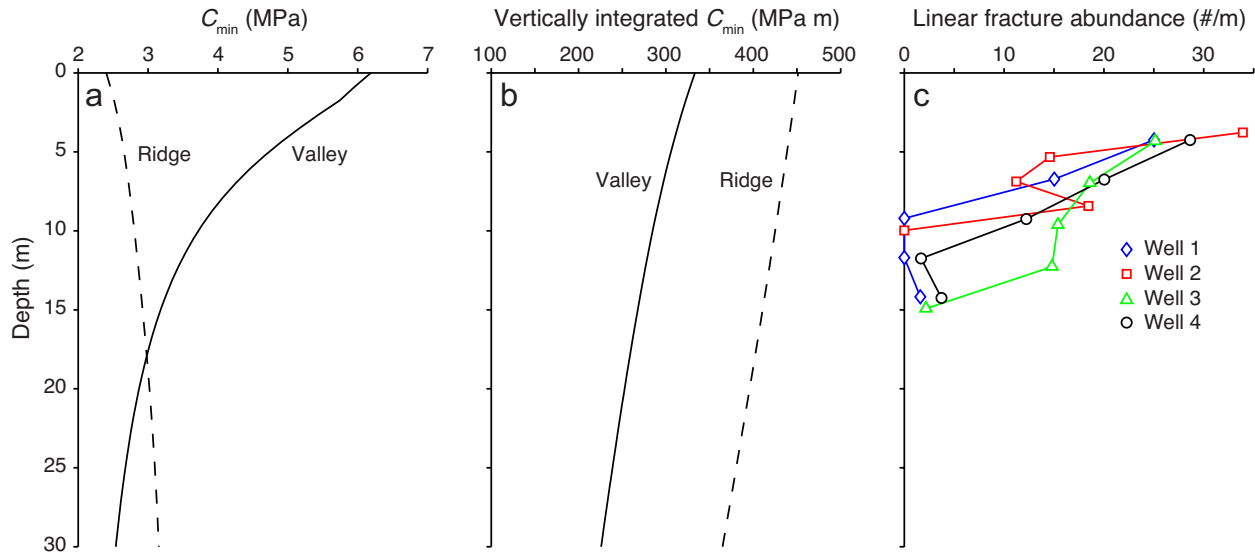 C_min (MPa)
2 3 4 5 6 7
Vertically integrated C_min (MPa m)
100 200 300 400 500
Linear fracture abundance (#/m)
0 10 20 30
Depth (m)
0
5
10
15
20
25
30
a
Ridge
Valley
b
Valley
Ridge
c
Well 1
Well 2
Well 3
Well 4